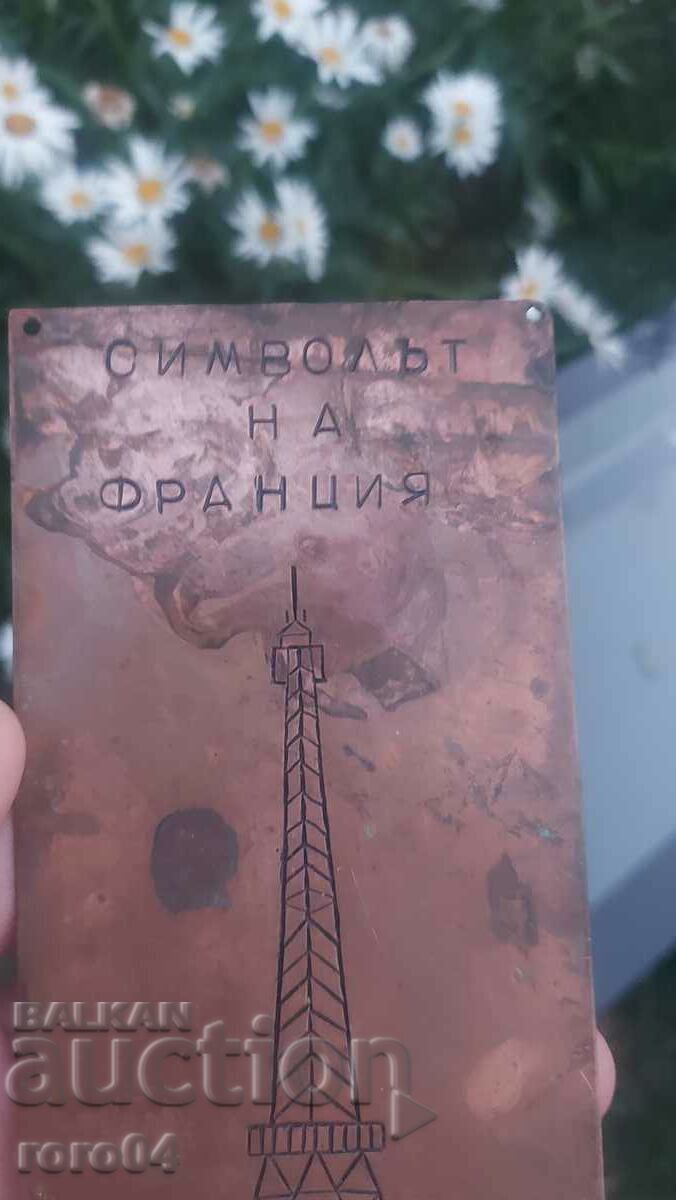 СИМВОЛЪТ
НА
ФРАНЦИЯ
BALKAN
auction
roro04